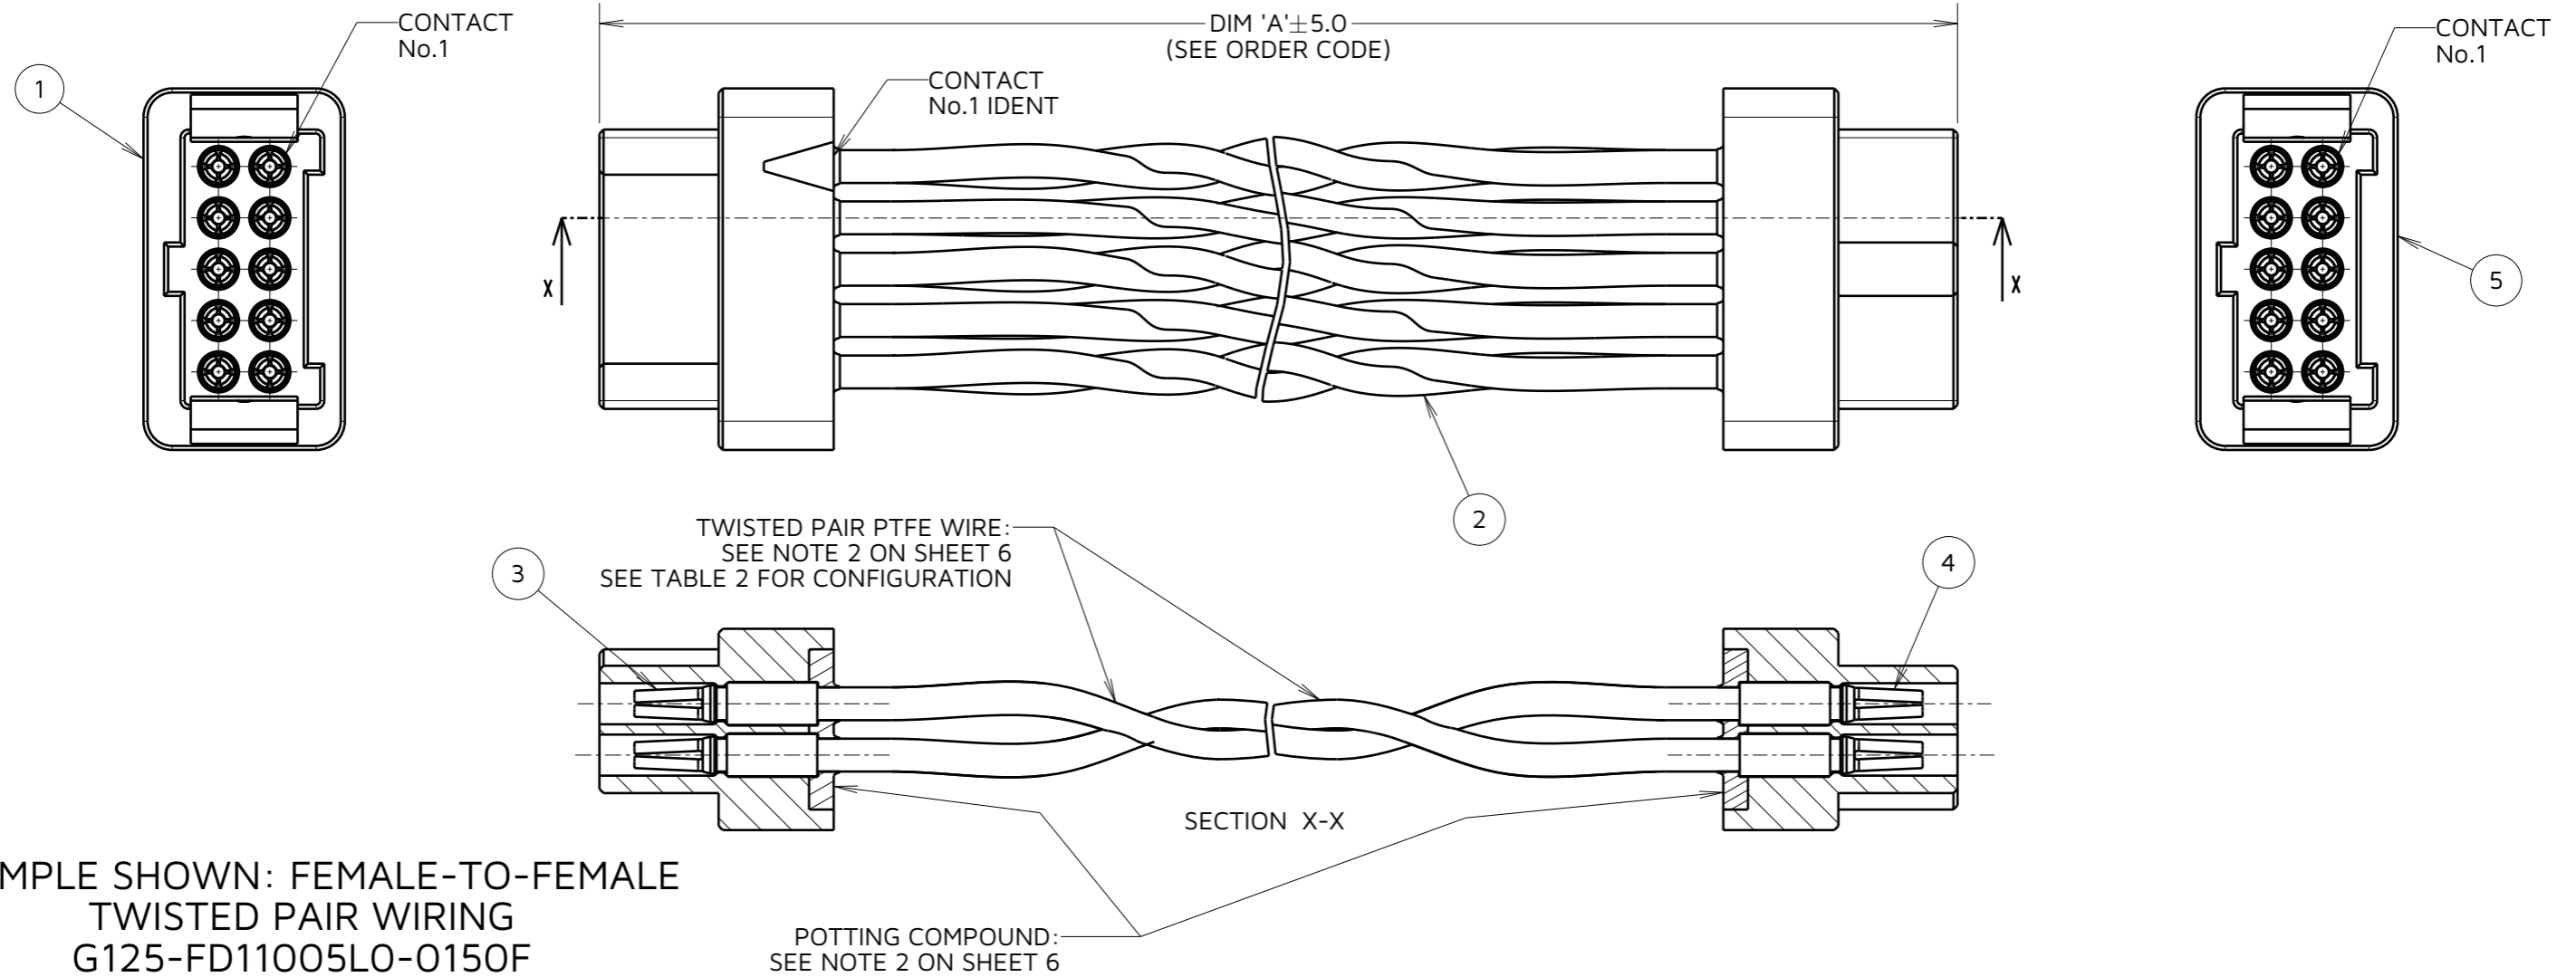 CONTACT
No.1
1
DIM 'A'±5.0
(SEE ORDER CODE)
CONTACT
No.1 IDENT
CONTACT
No.1
X
X
5
2
TWISTED PAIR PTFE WIRE:
SEE NOTE 2 ON SHEET 6
SEE TABLE 2 FOR CONFIGURATION
3
4
SECTION X-X
MPLE SHOWN: FEMALE-TO-FEMALE
TWISTED PAIR WIRING
G125-FD11005L0-0150F
POTTING COMPOUND:
SEE NOTE 2 ON SHEET 6